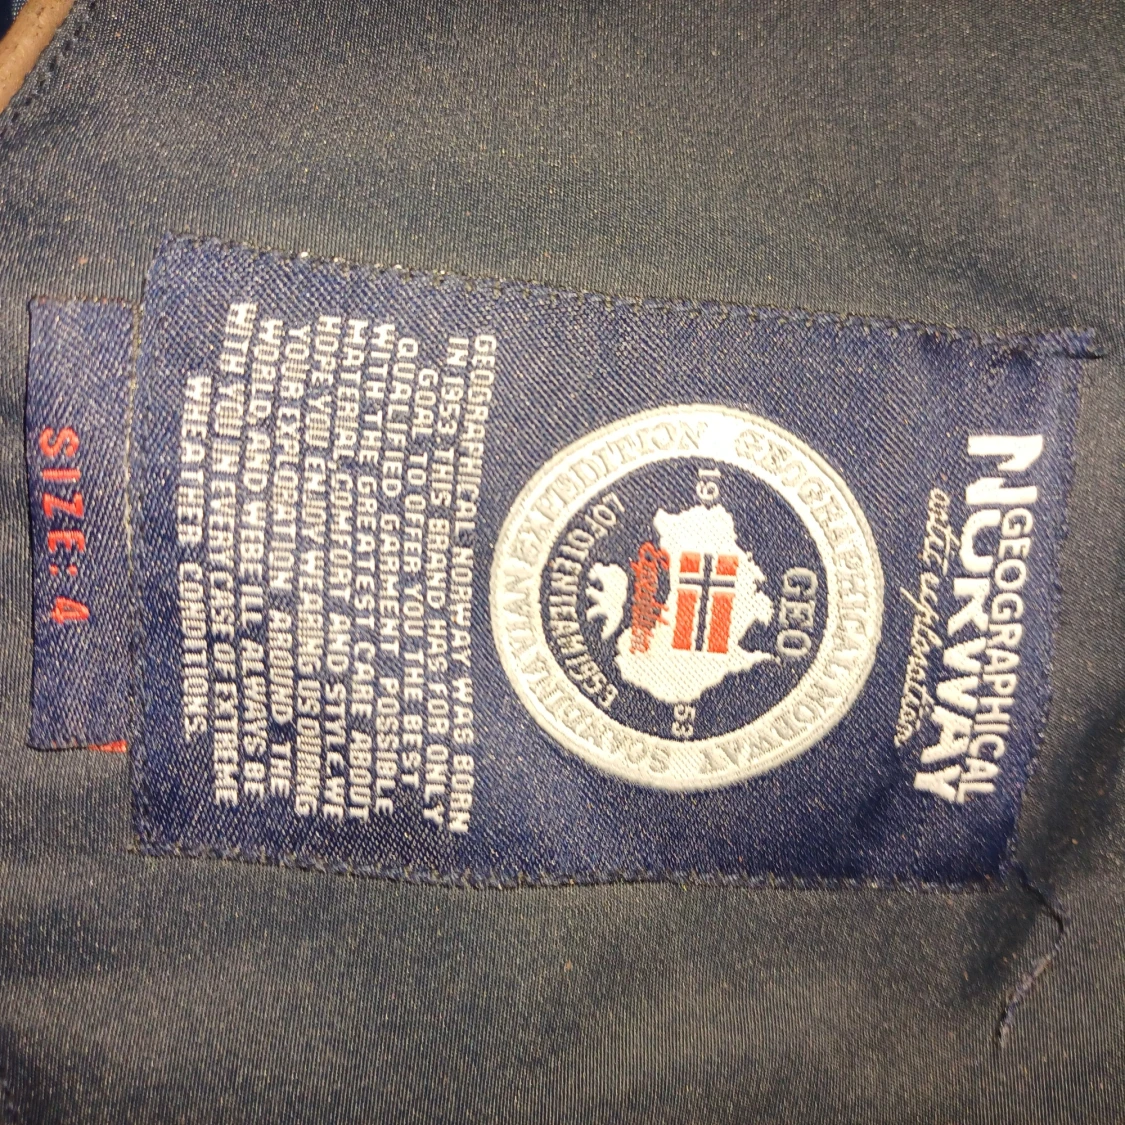 GEOGRAPHICAL
NORWAY
artic exploration
GEOGRAPHICAL NORWAY
SCANDINAVIAN EXPEDITION
GEO
19
53
Expedition
GEOGRAPHICAL NORWAY WAS BORN
IN 1953 THIS BRAND HAS FOR ONLY
GOAL TO OFFER YOU THE BEST
QUALIFIED GARMENT POSSIBLE
WITH THE GREATEST CARE ABOUT
MATERIAL, COMFORT AND STYLE. WE
HOPE YOU ENJOY WEARING US DURING
YOUR EXPLORATION AROUND THE
WORLD AND WE WILL ALWAYS BE
WITH YOU IN EVERY CASE OF EXTREME
WEATHER CONDITIONS.
SIZE: 4